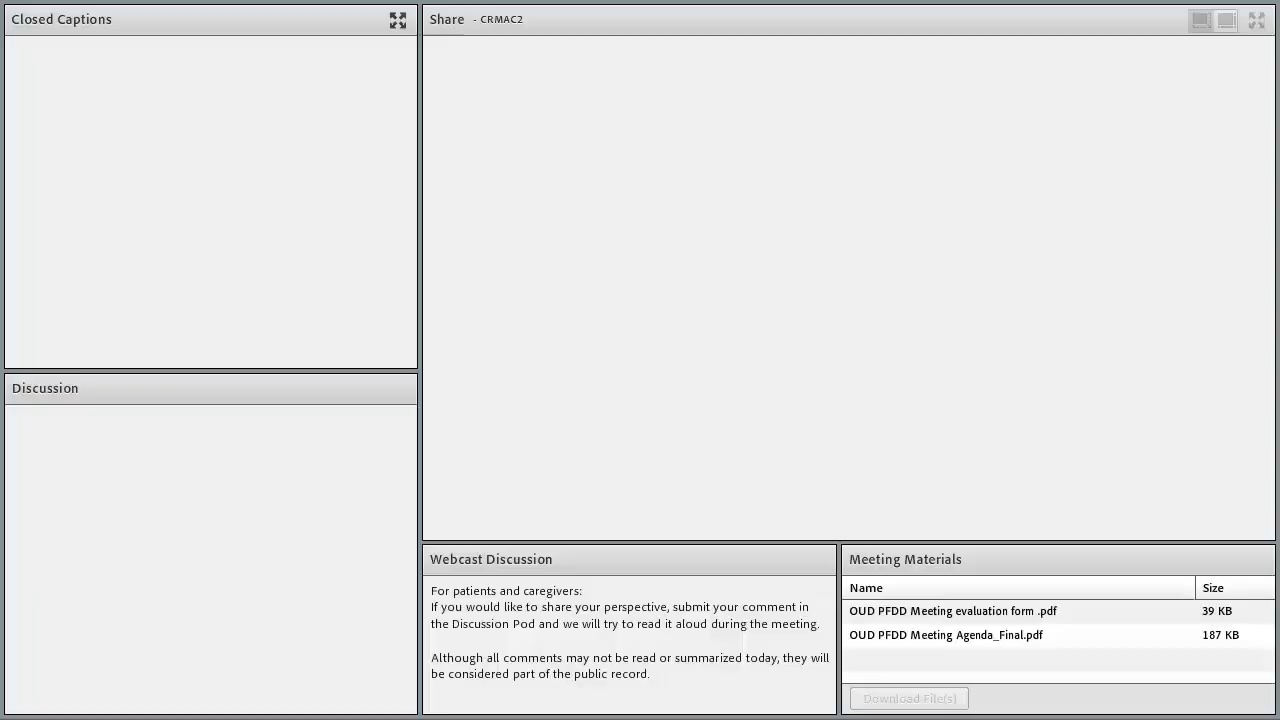 Closed Captions
Share - CRMAC2
Discussion
Webcast Discussion
For patients and caregivers:
If you would like to share your perspective, submit your comment in
the Discussion Pod and we will try to read it aloud during the meeting.
Although all comments may not be read or summarized today, they will
be considered part of the public record.
Meeting Materials
Name Size
OUD PFDD Meeting evaluation form .pdf 39 KB
OUD PFDD Meeting Agenda_Final.pdf 187 KB
Download File(s)